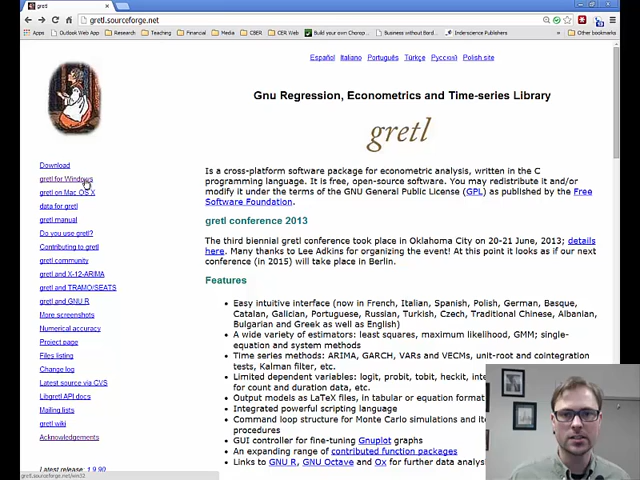 gretl
gretl.sourceforge.net
Apps
Outlook Web App
Research
Teaching
Financial
Media
CBER
CER Web
Build your own Chorop...
Business without Bord...
Inderscience Publishers
Other bookmarks
Español Italiano Português Türkçe Русский Polish site
Gnu Regression, Econometrics and Time-series Library
gretl
Download
gretl for Windows
gretl on Mac OS X
data for gretl
gretl manual
Do you use gretl?
Contributing to gretl
gretl community
gretl and X-12-ARIMA
gretl and TRAMO/SEATS
gretl and GNU R
More screenshots
Numerical accuracy
Project page
Files listing
Change log
Latest source via CVS
Libgretl API docs
Mailing lists
gretl wiki
Acknowledgements
Latest release: 1.9.90
gretl.sourceforge.net/win32
Is a cross-platform software package for econometric analysis, written in the C
programming language. It is free, open-source software. You may redistribute it and/or
modify it under the terms of the GNU General Public License (GPL) as published by the Free
Software Foundation.
gretl conference 2013
The third biennial gretl conference took place in Oklahoma City on 20-21 June, 2013; details
here. Many thanks to Lee Adkins for organizing the event! At this point it looks as if our next
conference (in 2015) will take place in Berlin.
Features
• Easy intuitive interface (now in French, Italian, Spanish, Polish, German, Basque,
Catalan, Galician, Portuguese, Russian, Turkish, Czech, Traditional Chinese, Albanian,
Bulgarian and Greek as well as English)
• A wide variety of estimators: least squares, maximum likelihood, GMM; single-
equation and system methods
• Time series methods: ARIMA, GARCH, VARs and VECMs, unit-root and cointegration
tests, Kalman filter, etc.
• Limited dependent variables: logit, probit, tobit, heckit, inte
for count and duration data, etc.
• Output models as LaTeX files, in tabular or equation format
• Integrated powerful scripting language
• Command loop structure for Monte Carlo simulations and ite
procedures
• GUI controller for fine-tuning Gnuplot graphs
• An expanding range of contributed function packages
• Links to GNU R, GNU Octave and Ox for further data analys